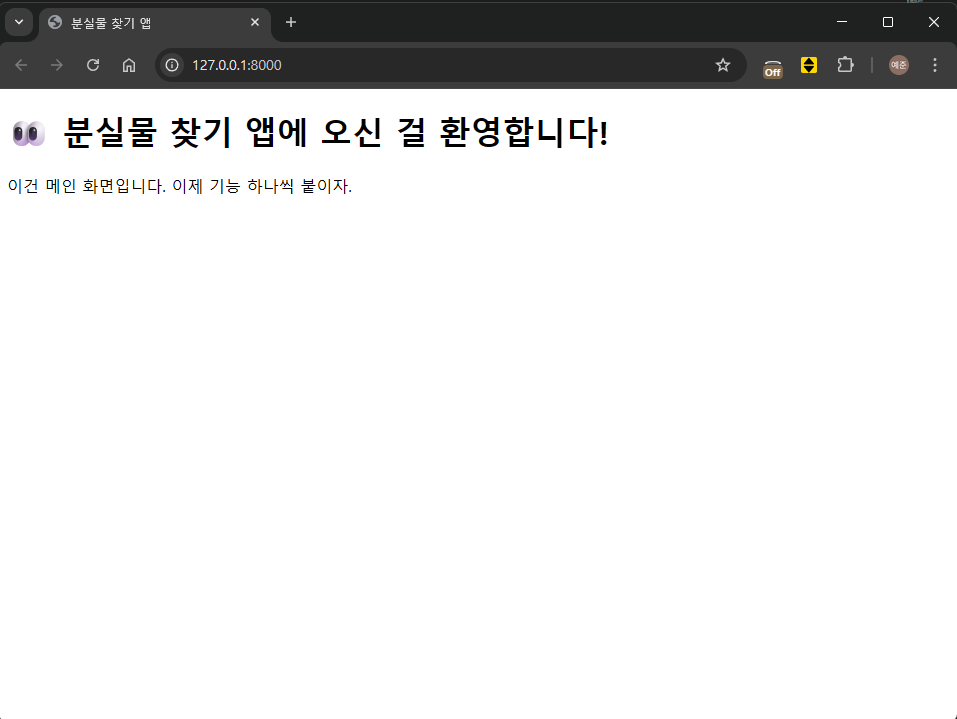 분실물 찾기 앱
127.0.0.1:8000
Off
예준
👀 분실물 찾기 앱에 오신 걸 환영합니다!
이건 메인 화면입니다. 이제 기능 하나씩 붙이자.